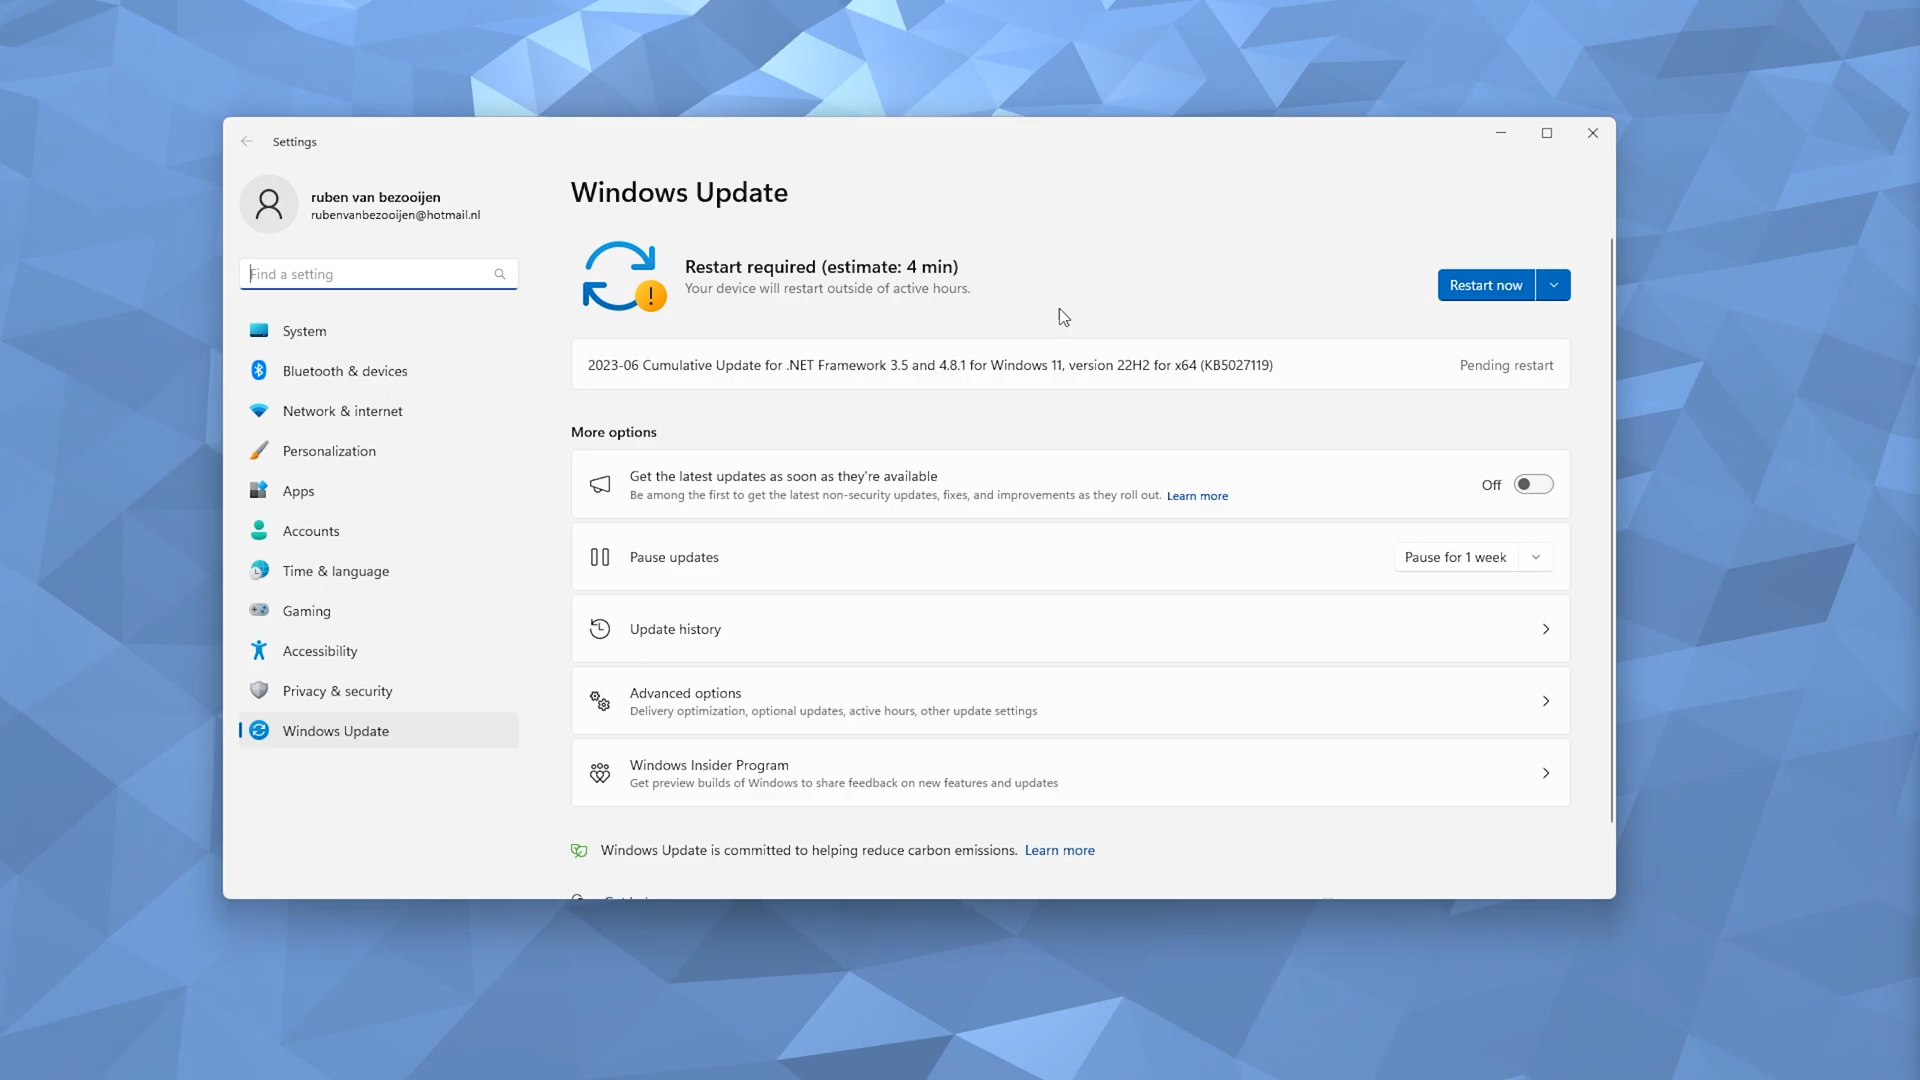 Settings
ruben van bezooijen
rubenvanbezooijen@hotmail.nl
Find a setting
System
Bluetooth & devices
Network & internet
Personalization
Apps
Accounts
Time & language
Gaming
Accessibility
Privacy & security
Windows Update
Windows Update
Restart required (estimate: 4 min)
Your device will restart outside of active hours.
Restart now
2023-06 Cumulative Update for .NET Framework 3.5 and 4.8.1 for Windows 11, version 22H2 for x64 (KB5027119)
Pending restart
More options
Get the latest updates as soon as they're available
Be among the first to get the latest non-security updates, fixes, and improvements as they roll out. Learn more
Off
Pause updates
Pause for 1 week
Update history
Advanced options
Delivery optimization, optional updates, active hours, other update settings
Windows Insider Program
Get preview builds of Windows to share feedback on new features and updates
Windows Update is committed to helping reduce carbon emissions. Learn more